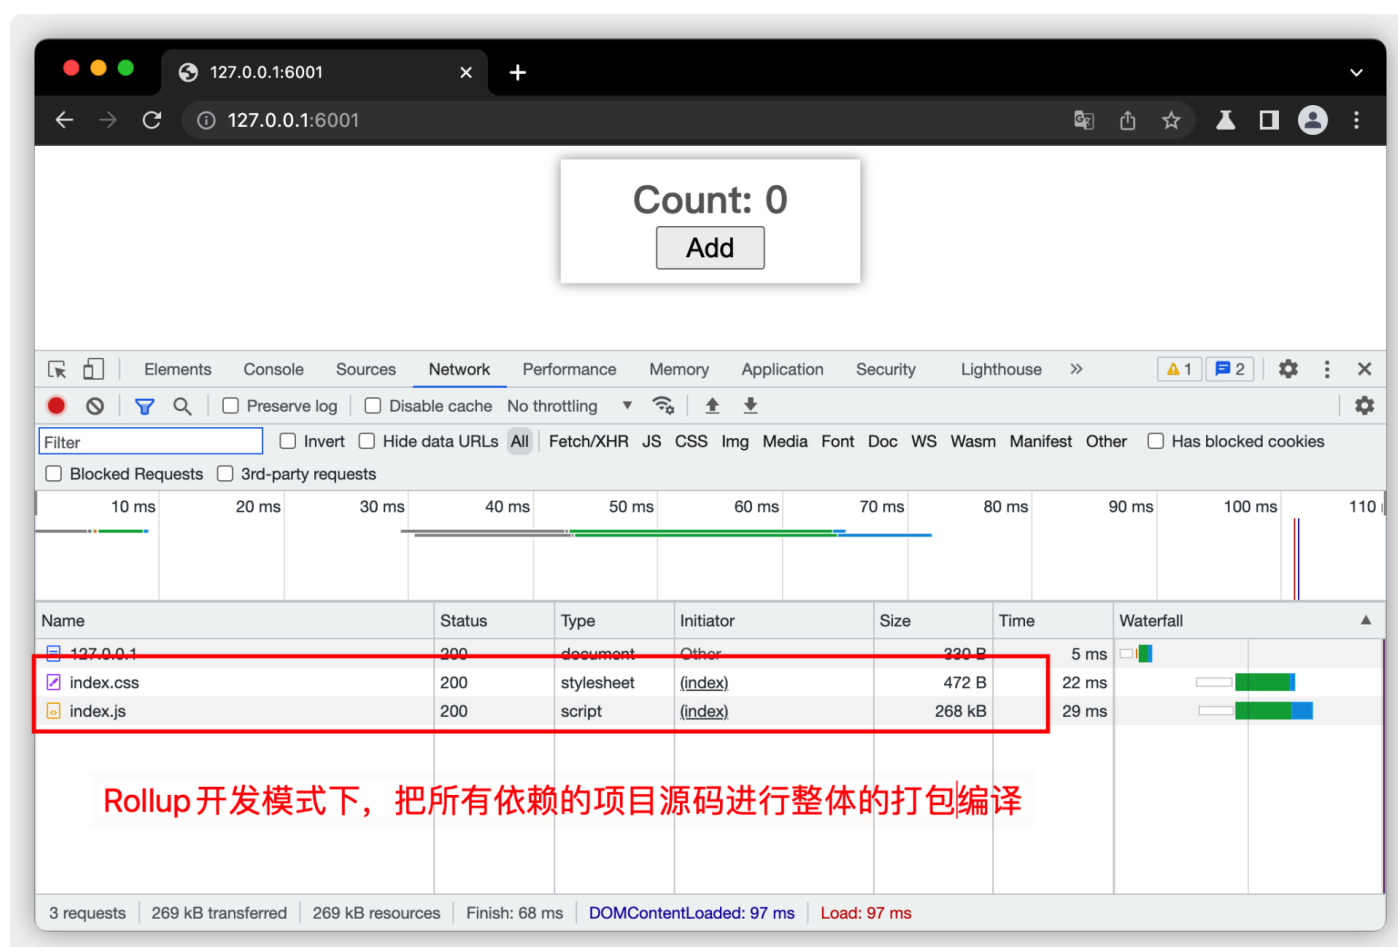 127.0.0.1:6001
127.0.0.1:6001
Count: 0
Add
Elements Console Sources Network Performance Memory Application Security Lighthouse 1 2
Preserve log Disable cache No throttling
Filter Invert Hide data URLs All Fetch/XHR JS CSS Img Media Font Doc WS Wasm Manifest Other Has blocked cookies
Blocked Requests 3rd-party requests
10 ms 20 ms 30 ms 40 ms 50 ms 60 ms 70 ms 80 ms 90 ms 100 ms 110
Name Status Type Initiator Size Time Waterfall
127.0.0.1 200 document Other 330 B 5 ms
index.css 200 stylesheet (index) 472 B 22 ms
index.js 200 script (index) 268 kB 29 ms
Rollup开发模式下，把所有依赖的项目源码进行整体的打包编译
3 requests 269 kB transferred 269 kB resources Finish: 68 ms DOMContentLoaded: 97 ms Load: 97 ms